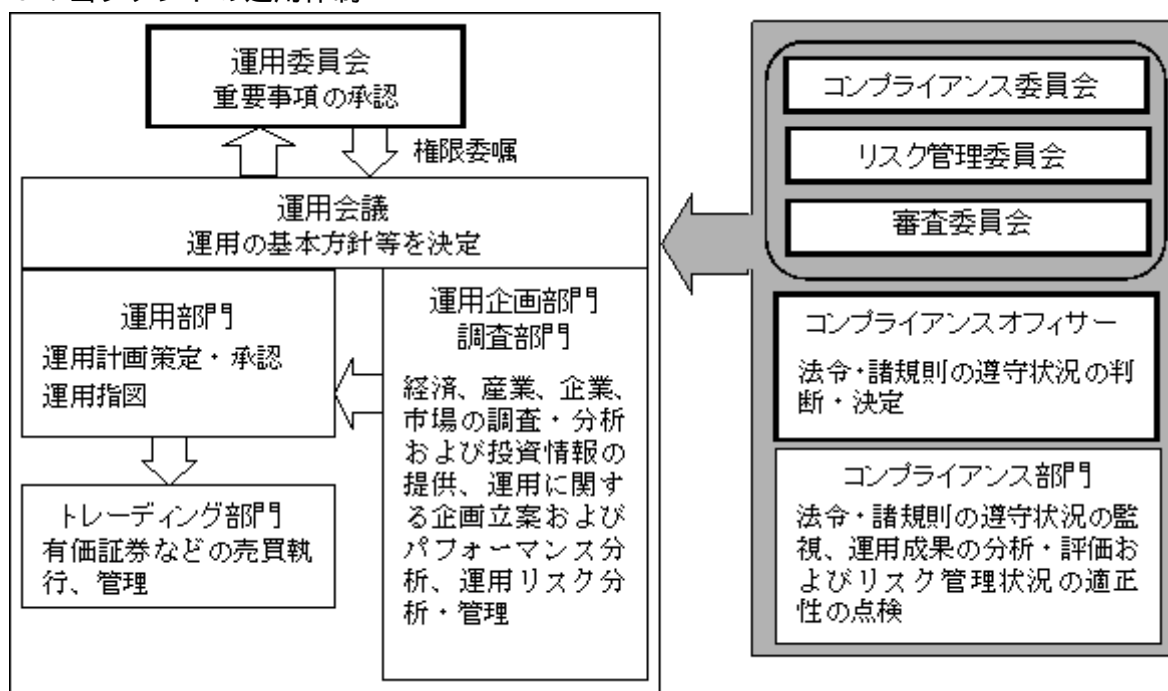 運用委員会
重要事項の承認
権限委嘱
運用会議
運用の基本方針等を決定
運用部門
運用計画策定・承認
運用指図
トレーディング部門
有価証券などの売買執
行、管理
運用企画部門
調査部門
経済、産業、企業、
市場の調査・分析
および投資情報の
提供、運用に関す
る企画立案および
パフォーマンス分
析、運用リスク分
析・管理
コンプライアンス委員会
リスク管理委員会
審査委員会
コンプライアンスオフィサー
法令・諸規則の遵守状況の判
断・決定
コンプライアンス部門
法令・諸規則の遵守状況の監
視、運用成果の分析・評価お
よびリスク管理状況の適正
性の点検